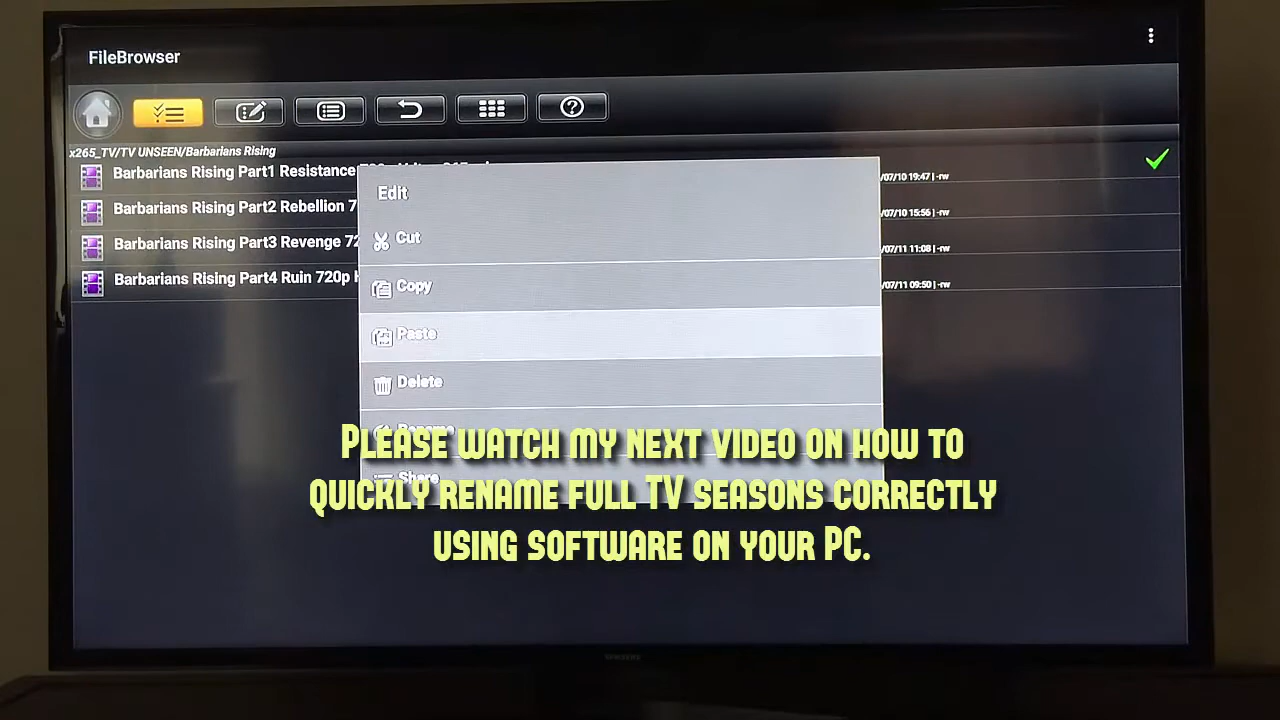 FileBrowser
x265_TV/TV UNSEEN/Barbarians Rising
Barbarians Rising Part1 Resistance
/07/10 19:47 | -rw
Barbarians Rising Part2 Rebellion 7
/07/10 15:56 | -rw
Barbarians Rising Part3 Revenge 72
/07/11 11:08 | -rw
Barbarians Rising Part4 Ruin 720p
/07/11 09:50 | -rw
Edit
Cut
Copy
Paste
Delete
Rename
Share
Please watch my next video on how to
quickly rename full TV seasons correctly
using software on your PC.
SAMSUNG